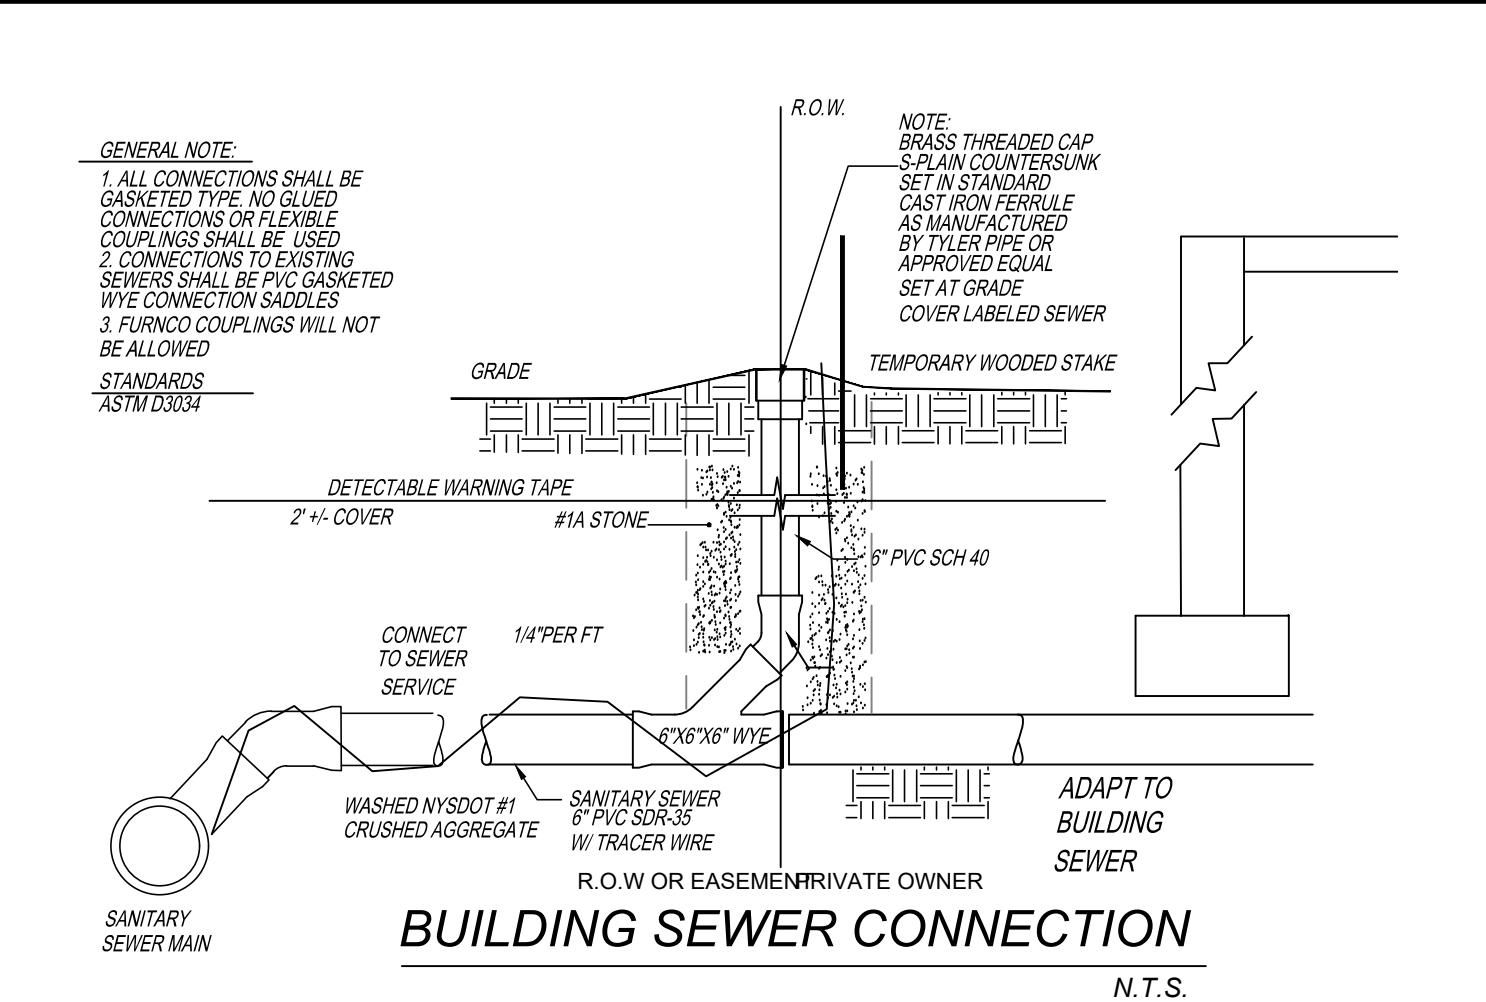 R.O.W.
GENERAL NOTE:
1. ALL CONNECTIONS SHALL BE
GASKETED TYPE. NO GLUED
CONNECTIONS OR FLEXIBLE
COUPLINGS SHALL BE USED
2. CONNECTIONS TO EXISTING
SEWERS SHALL BE PVC GASKETED
WYE CONNECTION SADDLES
3. FURNCO COUPLINGS WILL NOT
BE ALLOWED
STANDARDS
ASTM D3034
NOTE:
BRASS THREADED CAP
S-PLAIN COUNTERSUNK
SET IN STANDARD
CAST IRON FERRULE
AS MANUFACTURED
BY TYLER PIPE OR
APPROVED EQUAL
SET AT GRADE
COVER LABELED SEWER
GRADE
TEMPORARY WOODED STAKE
DETECTABLE WARNING TAPE
2' +/- COVER
#1A STONE
6" PVC SCH 40
CONNECT
TO SEWER
SERVICE
1/4"PER FT
6"X6"X6" WYE
WASHED NYSDOT #1
CRUSHED AGGREGATE
SANITARY SEWER
6" PVC SDR-35
W/ TRACER WIRE
ADAPT TO
BUILDING
SEWER
R.O.W OR EASEMENT
PRIVATE OWNER
SANITARY
SEWER MAIN
BUILDING SEWER CONNECTION
N.T.S.